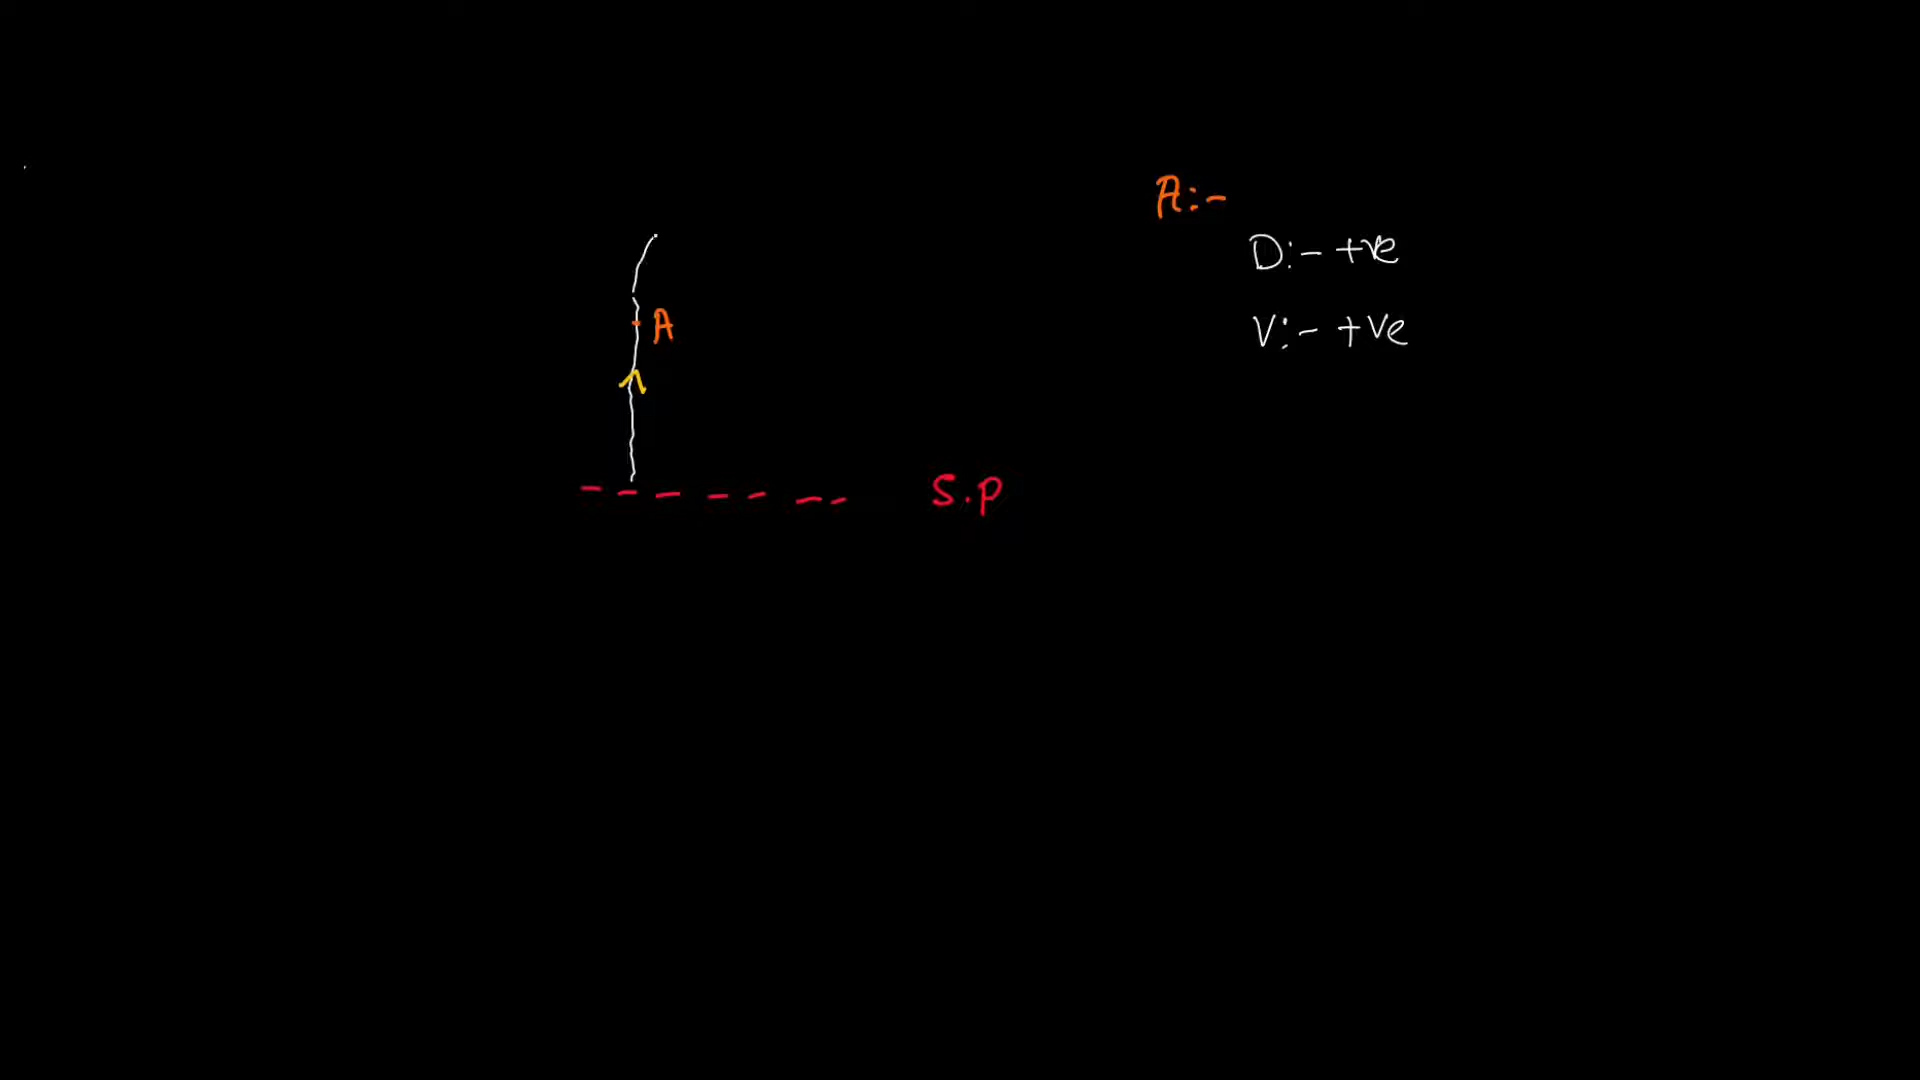 A:-
D:- +ve
A
V:- +ve
S.P